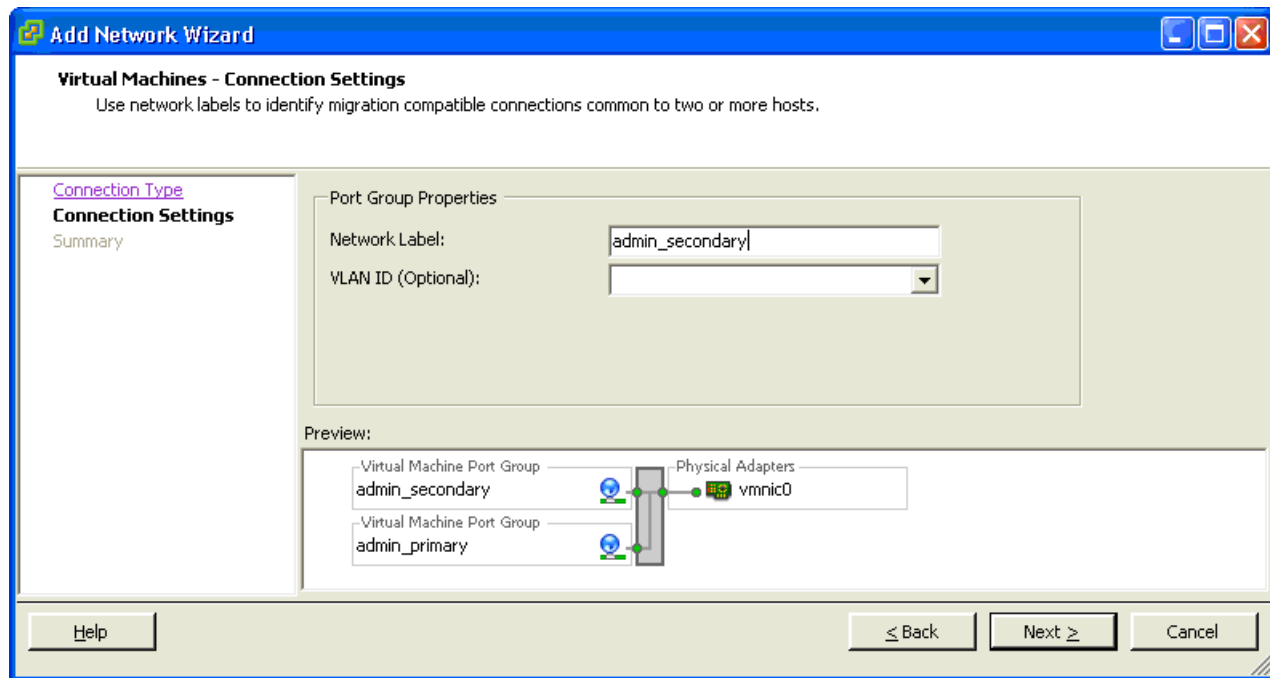 Add Network Wizard
Virtual Machines - Connection Settings
Use network labels to identify migration compatible connections common to two or more hosts.
Connection Type
Connection Settings
Summary
Port Group Properties
Network Label:
admin_secondary
VLAN ID (Optional):
Preview:
Virtual Machine Port Group
admin_secondary
Physical Adapters
vmnic0
Virtual Machine Port Group
admin_primary
Help
< Back
Next >
Cancel